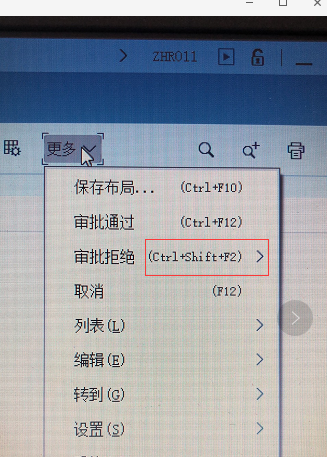 ZHR011
更多
保存布局... (Ctrl+F10)
审批通过 (Ctrl+F12)
审批拒绝 (Ctrl+Shift+F2)
取消 (F12)
列表(L)
编辑(E)
转到(G)
设置(S)